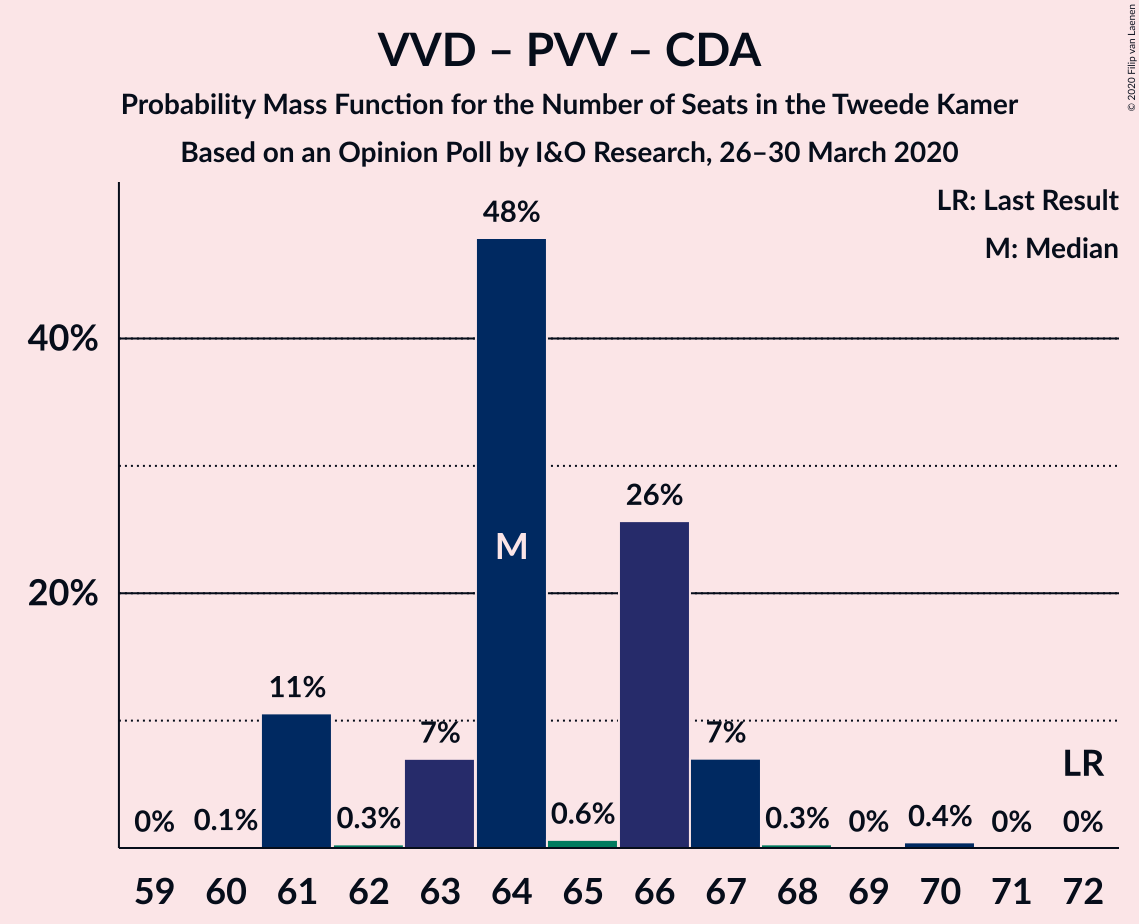 VVD – PVV – CDA
Probability Mass Function for the Number of Seats in the Tweede Kamer
Based on an Opinion Poll by I&O Research, 26–30 March 2020
© 2020 Filip van Laenen
LR: Last Result
M: Median
48%
40%
26%
M
20%
11%
7%
7%
LR
0%
0.1%
0.3%
0.6%
0.3%
0%
0.4%
0%
0%
59 60 61 62 63 64 65 66 67 68 69 70 71 72